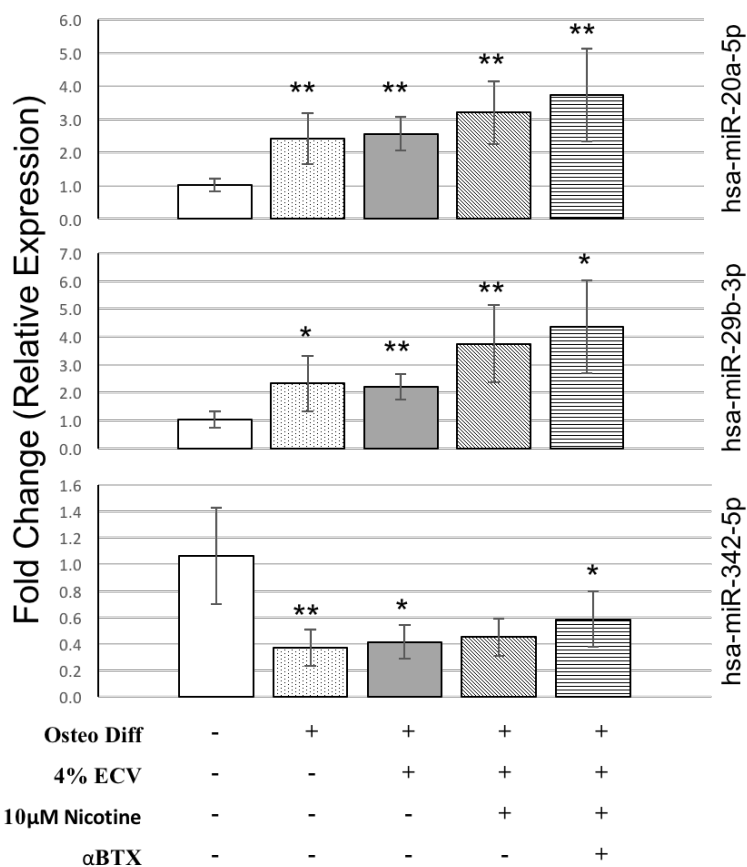 Fold Change (Relative Expression)
6.0
5.0
4.0
3.0
2.0
1.0
0.0
** ** ** **
hsa-miR-20a-5p
7.0
6.0
5.0
4.0
3.0
2.0
1.0
0.0
* ** ** *
hsa-miR-29b-3p
1.6
1.4
1.2
1.0
0.8
0.6
0.4
0.2
0.0
** * *
hsa-miR-342-5p
Osteo Diff - + + + +
4% ECV - - + + +
10µM Nicotine - - - + +
αBTX - - - - +